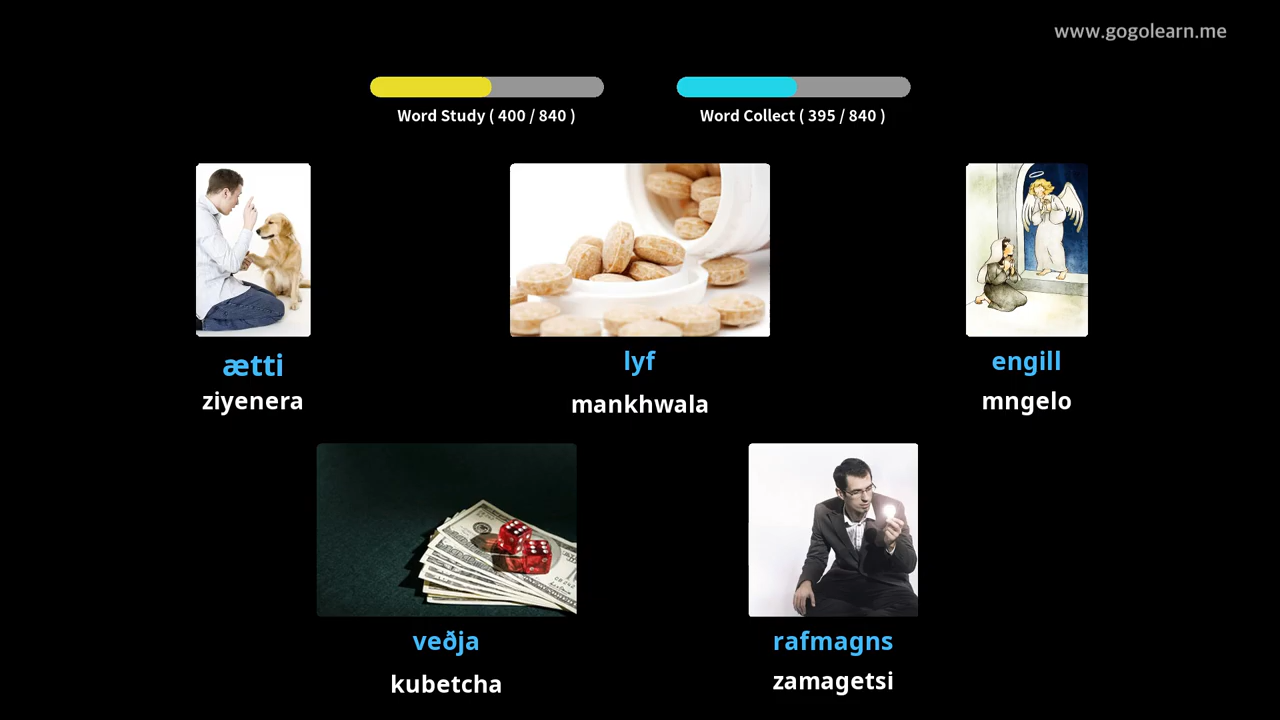 www.gogolearn.me
Word Study ( 400 / 840 )
Word Collect ( 395 / 840 )
ætti
ziyenera
lyf
mankhwala
engill
mngelo
veðja
kubetcha
rafmagns
zamagetsi